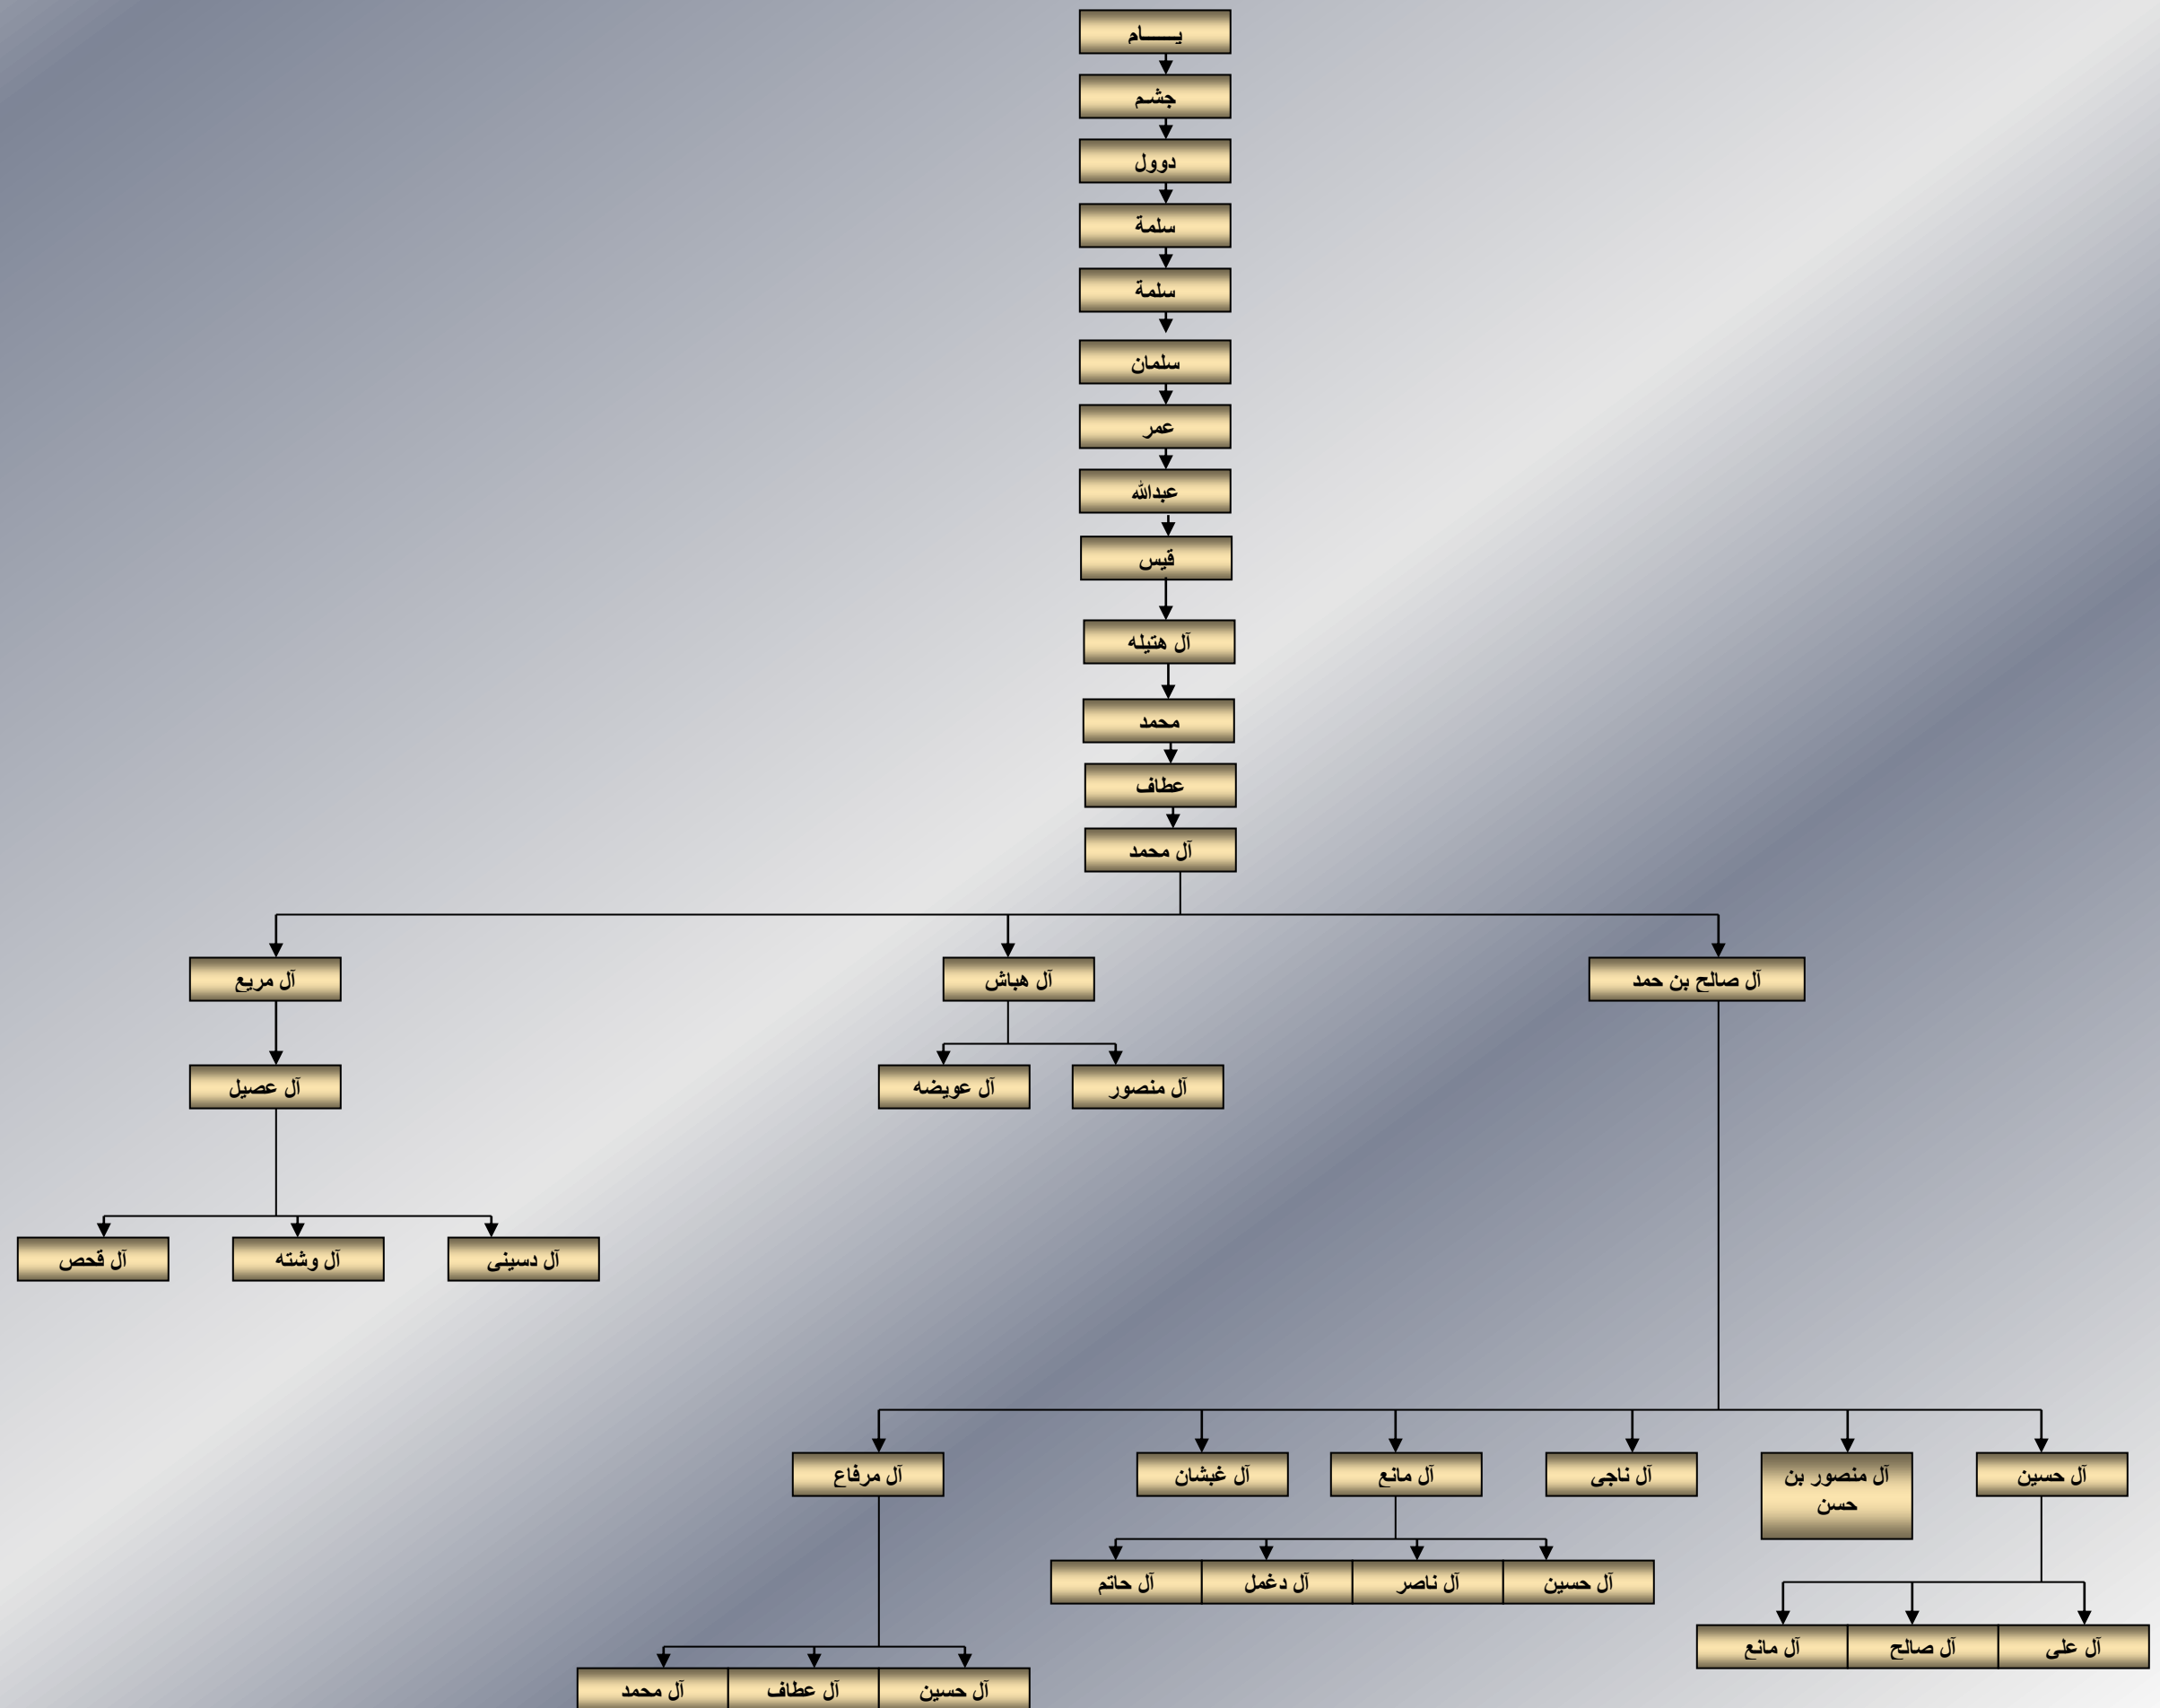 يـــــام
جشم
دوول
سلمة
سلمة
سلمان
عمر
عبدالله
قيس
آل هتيله
محمد
عطاف
آل محمد
آل صالح بن حمد
آل هباش
آل مريع
آل منصور
آل عويضه
آل عصيل
آل دسينى
آل وشته
آل قحص
آل حسين
آل منصور بن
حسن
آل ناجى
آل مانع
آل غبشان
آل مرفاع
آل حسين
آل ناصر
آل دغمل
آل حاتم
آل على
آل صالح
آل مانع
آل حسين
آل عطاف
آل محمد